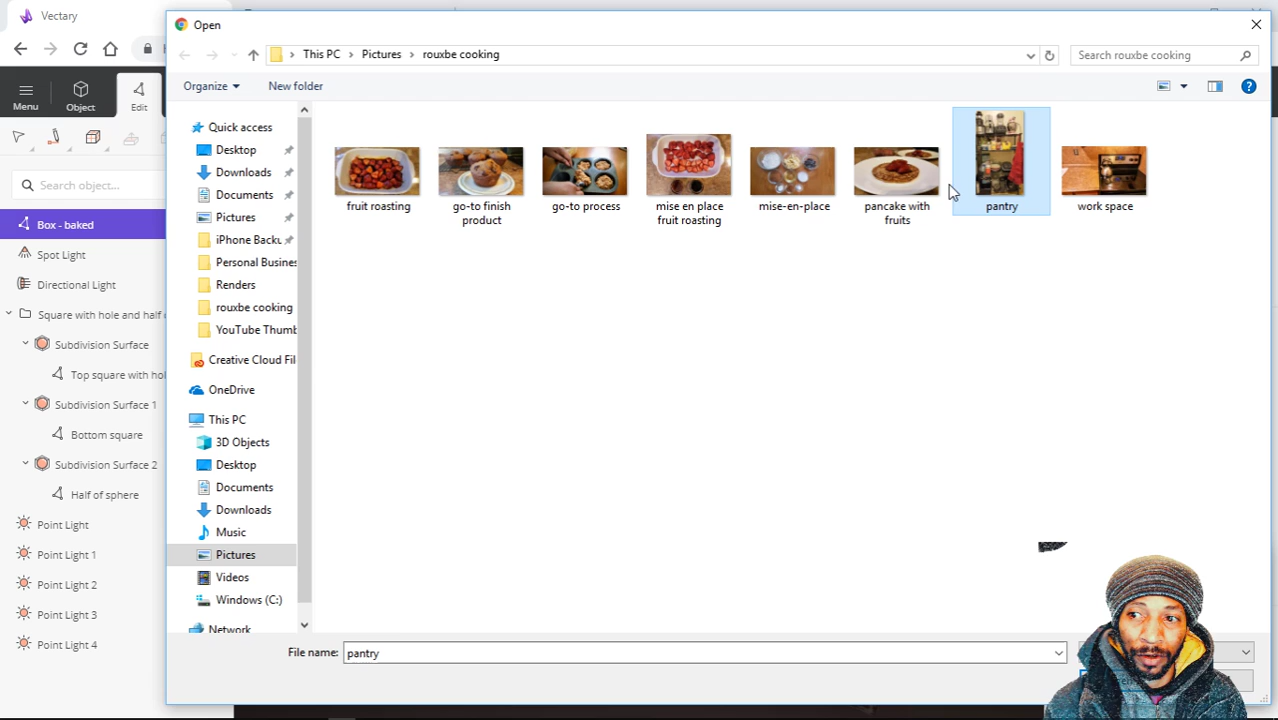 Vectary
Open
This PC
Pictures
rouxbe cooking
Search rouxbe cooking
Organize
New folder
Menu
Object
Edit
Search object...
Box - baked
Spot Light
Directional Light
Square with hole and half
Subdivision Surface
Top square with hol
Subdivision Surface 1
Bottom square
Subdivision Surface 2
Half of sphere
Point Light
Point Light 1
Point Light 2
Point Light 3
Point Light 4
Quick access
Desktop
Downloads
Documents
Pictures
iPhone Backu
Personal Busines
Renders
rouxbe cooking
YouTube Thumb
Creative Cloud Fil
OneDrive
This PC
3D Objects
Desktop
Documents
Downloads
Music
Pictures
Videos
Windows (C:)
Network
fruit roasting
go-to finish
product
go-to process
mise en place
fruit roasting
mise-en-place
pancake with
fruits
pantry
work space
File name:
pantry